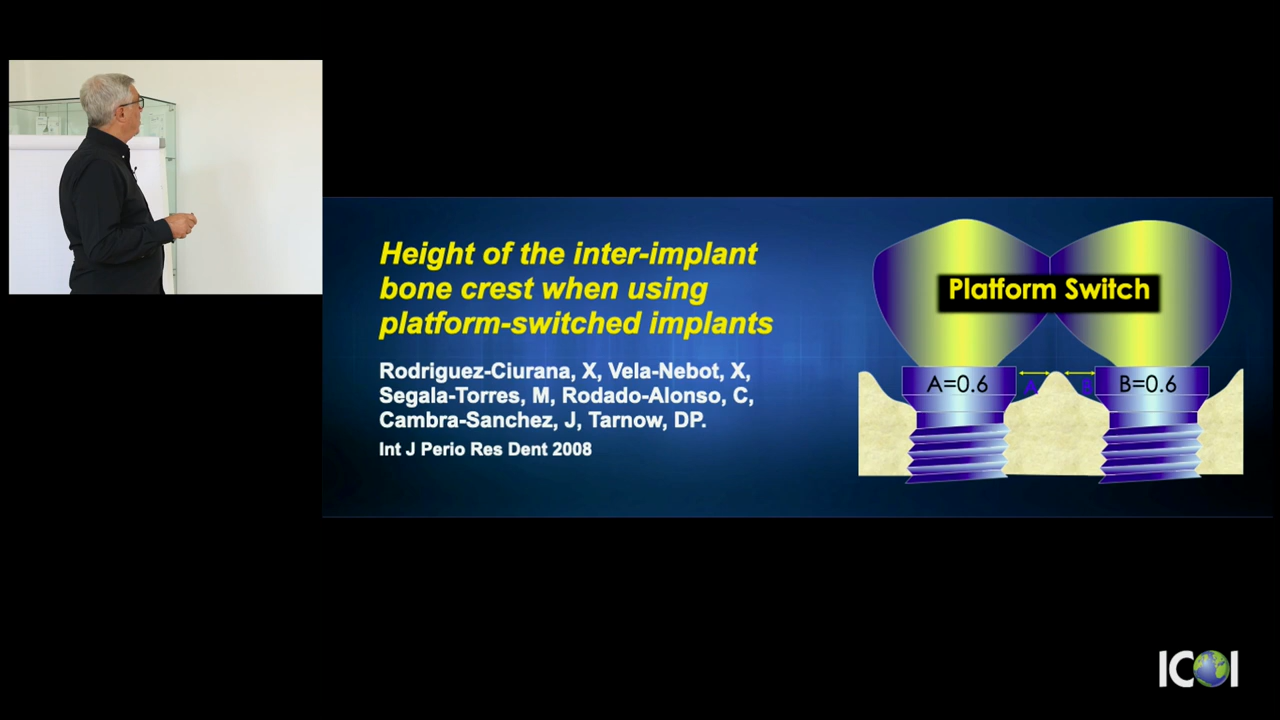 Height of the inter-implant
bone crest when using
platform-switched implants
Rodriguez-Ciurana, X, Vela-Nebot, X,
Segala-Torres, M, Rodado-Alonso, C,
Cambra-Sanchez, J, Tarnow, DP.
Int J Perio Res Dent 2008
Platform Switch
A=0.6
A
B
B=0.6
ICOI